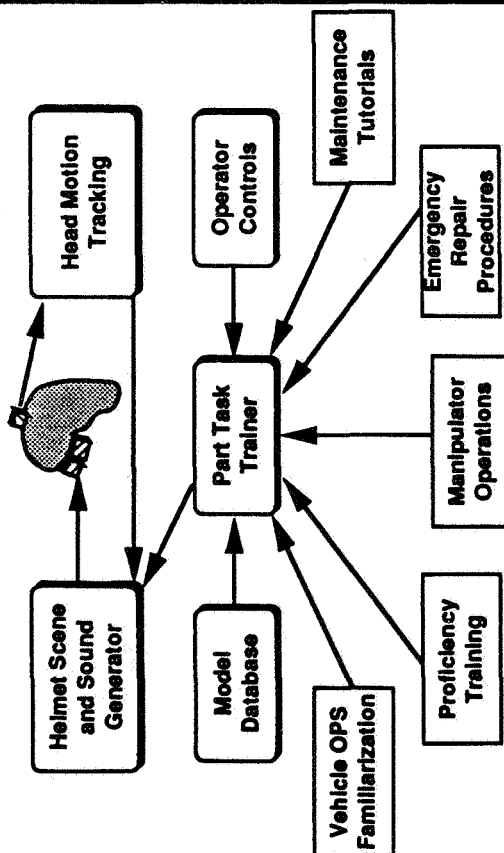 Helmet Scene
and Sound
Generator
Head Motion
Tracking
Model
Database
Part Task
Trainer
Operator
Controls
Vehicle OPS
Familiarization
Proficiency
Training
Manipulator
Operations
Emergency
Repair
Procedures
Maintenance
Tutorials